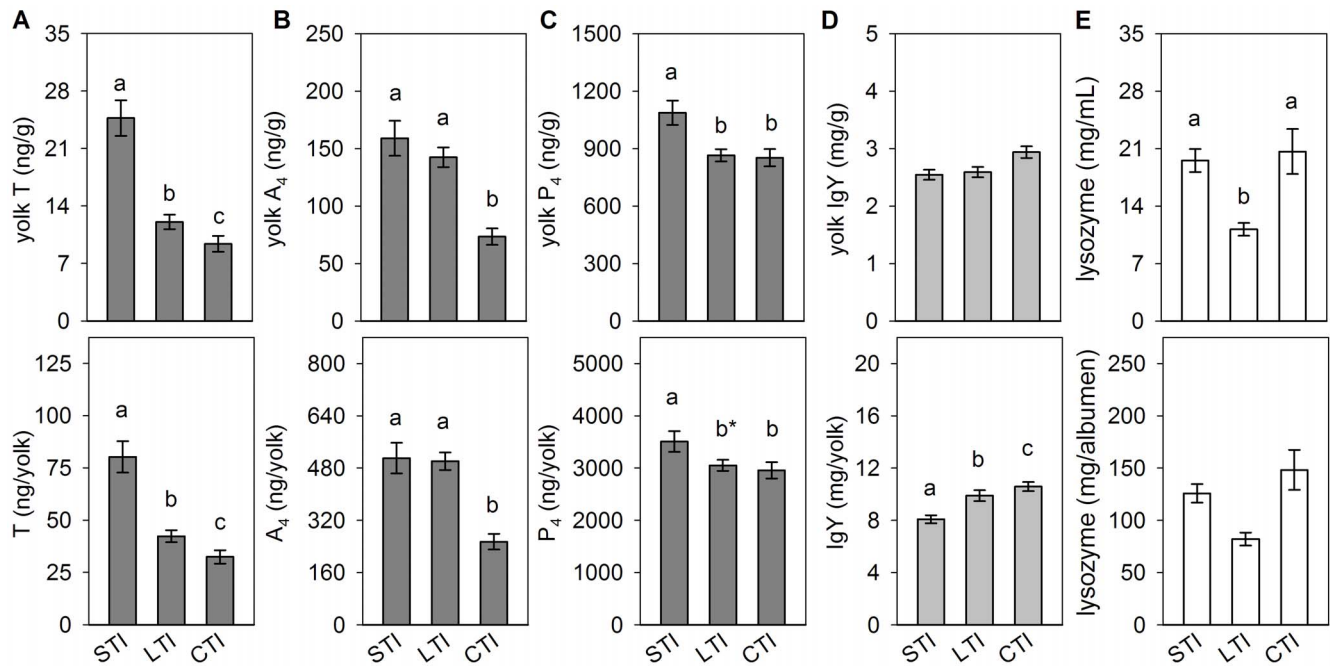 A
B
C
D
E
yolk T (ng/g)
35
28
21
14
7
0
a
b
c
yolk A4 (ng/g)
250
200
150
100
50
0
a
a
b
yolk P4 (ng/g)
1500
1200
900
600
300
0
a
b
b
yolk IgY (mg/g)
5
4
3
2
1
0
lysozyme (mg/mL)
35
28
21
14
7
0
a
b
a
T (ng/yolk)
125
100
75
50
25
0
a
b
c
STI
LTI
CTI
A4 (ng/yolk)
800
640
480
320
160
0
a
a
b
STI
LTI
CTI
P4 (ng/yolk)
5000
4000
3000
2000
1000
0
a
b*
b
STI
LTI
CTI
IgY (mg/yolk)
20
16
12
8
4
0
a
b
c
STI
LTI
CTI
lysozyme (mg/albumen)
250
200
150
100
50
0
STI
LTI
CTI